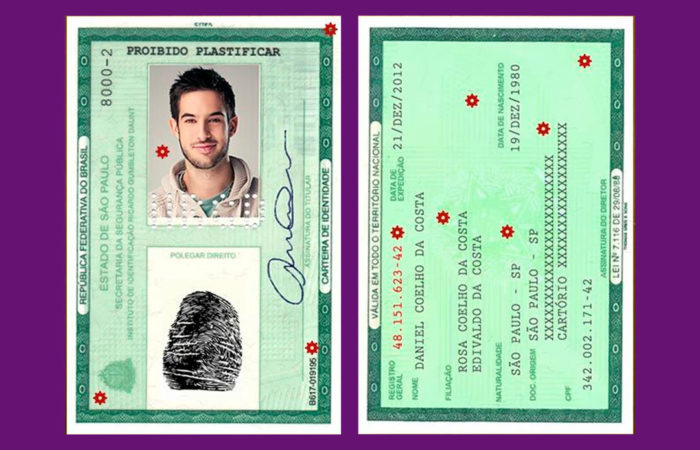 PROIBIDO PLASTIFICAR
8000-2
REPÚBLICA FEDERATIVA DO BRASIL
ESTADO DE SÃO PAULO
SECRETARIA DA SEGURANÇA PÚBLICA
INSTITUTO DE IDENTIFICAÇÃO RICARDO GUMBLETON DAUNT
POLEGAR DIREITO
ASSINATURA DO TITULAR
CARTEIRA DE IDENTIDADE
B617-019195
VÁLIDA EM TODO O TERRITÓRIO NACIONAL
REGISTRO GERAL 48.151.623-42
DATA DE EXPEDIÇÃO 21/DEZ/2012
NOME DANIEL COELHO DA COSTA
FILIAÇÃO
ROSA COELHO DA COSTA
EDIVALDO DA COSTA
NATURALIDADE SÃO PAULO - SP
DATA DE NASCIMENTO 19/DEZ/1980
DOC. ORIGEM SÃO PAULO - SP
XXXXXXXXXXXXXXXXXXXXXX
CARTÓRIO XXXXXXXXXXXXX
CPF 342.002.171-42
ASSINATURA DO DIRETOR
LEI Nº 7.116 DE 29/08/83